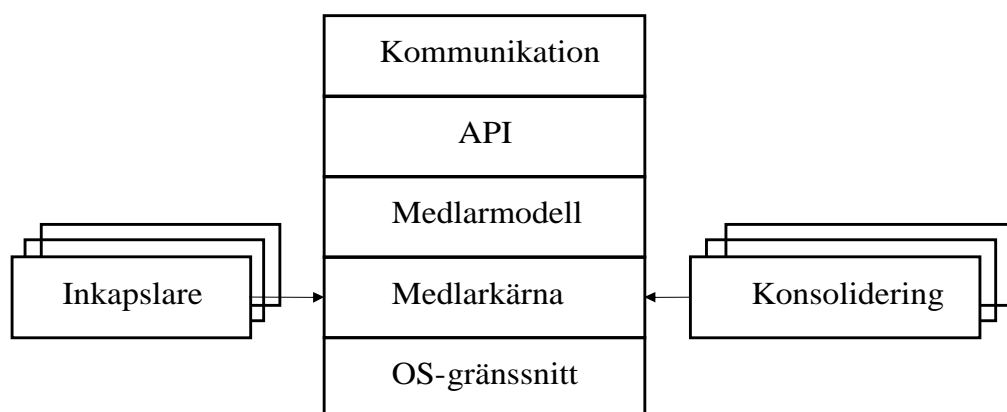 Kommunikation
API
Medlarmodell
Inkapslare
Medlarkärna
Konsolidering
OS-gränssnitt